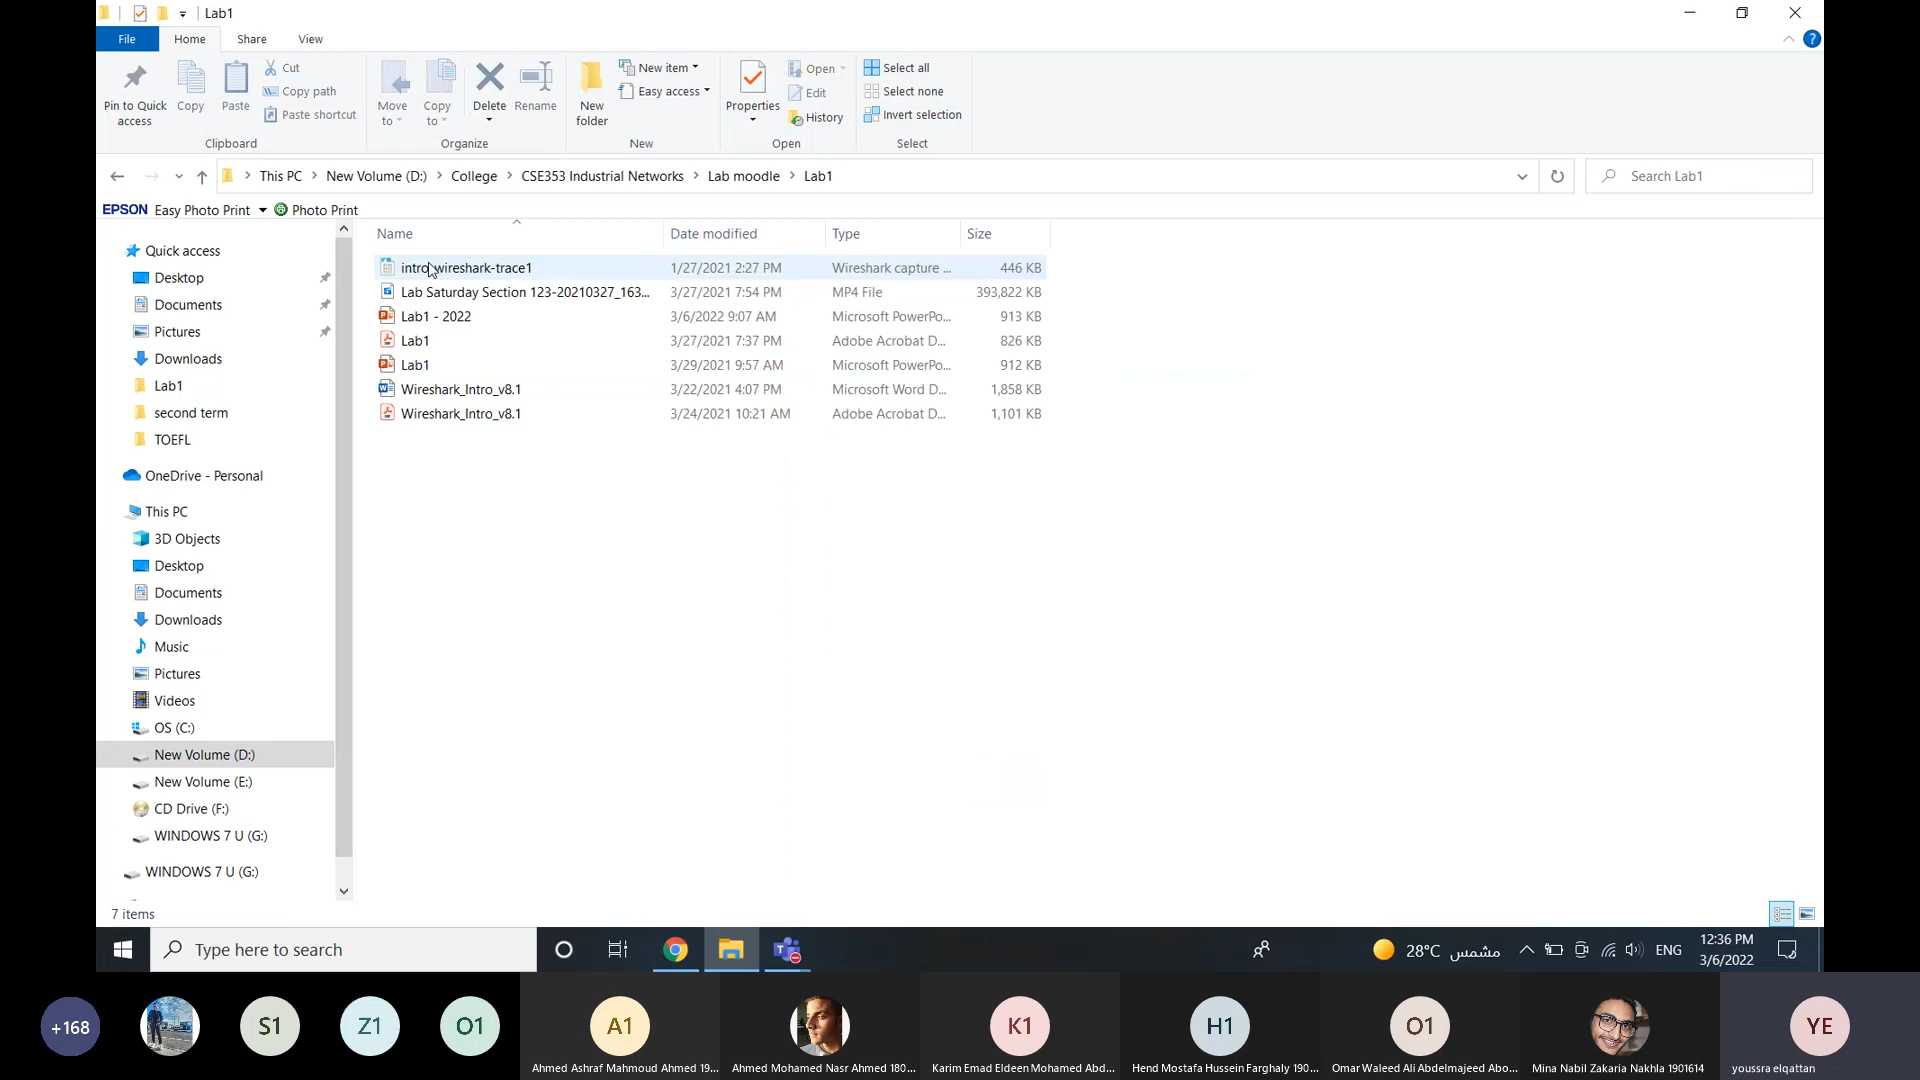 Lab1
File Home Share View
Pin to Quick access
Copy
Paste
Cut
Copy path
Paste shortcut
Clipboard
Move to
Copy to
Delete
Rename
Organize
New folder
New item
Easy access
New
Properties
Open
Edit
History
Open
Select all
Select none
Invert selection
Select
This PC > New Volume (D:) > College > CSE353 Industrial Networks > Lab moodle > Lab1
Search Lab1
EPSON Easy Photo Print Photo Print
Name Date modified Type Size
intro-wireshark-trace1 1/27/2021 2:27 PM Wireshark capture ... 446 KB
Lab Saturday Section 123-20210327_163... 3/27/2021 7:54 PM MP4 File 393,822 KB
Lab1 - 2022 3/6/2022 9:07 AM Microsoft PowerPo... 913 KB
Lab1 3/27/2021 7:37 PM Adobe Acrobat D... 826 KB
Lab1 3/29/2021 9:57 AM Microsoft PowerPo... 912 KB
Wireshark_Intro_v8.1 3/22/2021 4:07 PM Microsoft Word D... 1,858 KB
Wireshark_Intro_v8.1 3/24/2021 10:21 AM Adobe Acrobat D... 1,101 KB
Quick access
Desktop
Documents
Pictures
Downloads
Lab1
second term
TOEFL
OneDrive - Personal
This PC
3D Objects
Desktop
Documents
Downloads
Music
Pictures
Videos
OS (C:)
New Volume (D:)
New Volume (E:)
CD Drive (F:)
WINDOWS 7 U (G:)
WINDOWS 7 U (G:)
7 items
Type here to search
28°C مشمس
ENG
12:36 PM
3/6/2022
+168 S1 Z1 O1 A1 K1 H1 O1 YE
Ahmed Ashraf Mahmoud Ahmed 19...
Ahmed Mohamed Nasr Ahmed 180...
Karim Emad Eldeen Mohamed Abd...
Hend Mostafa Hussein Farghaly 190...
Omar Waleed Ali Abdelmajeed Abo...
Mina Nabil Zakaria Nakhla 1901614
youssra elqattan